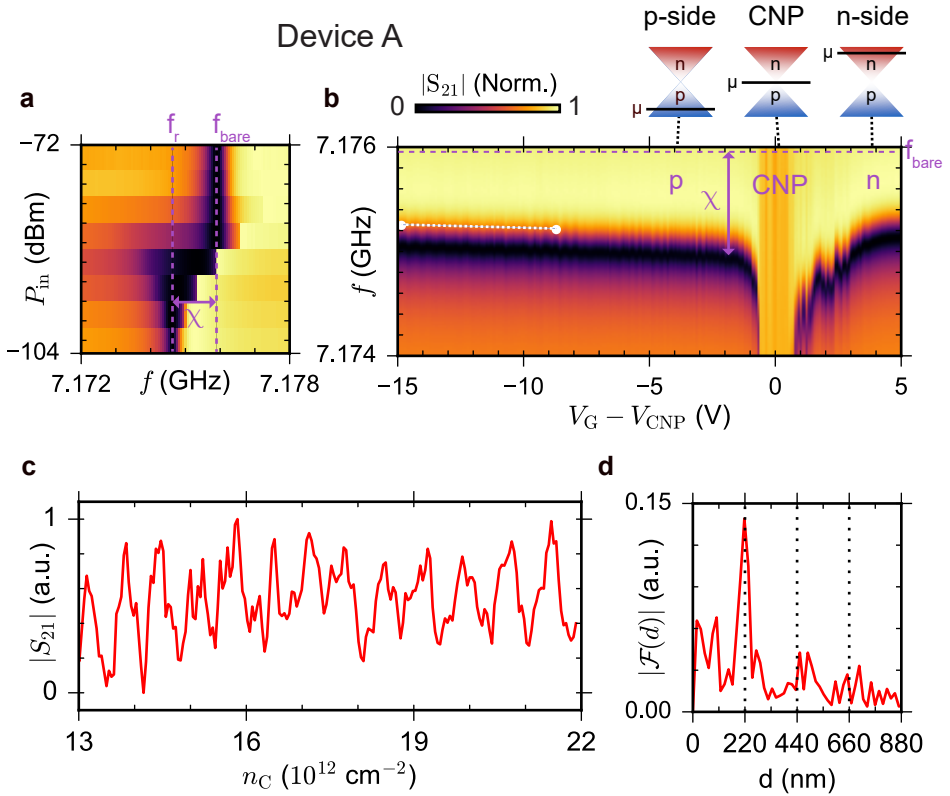 Device A
p-side CNP n-side
μ n p
μ n p
μ n p
a
f_r f_bare
−72
P_in (dBm)
−104
χ
7.172 f (GHz) 7.178
|S₂₁| (Norm.)
0 1
b
7.176
f (GHz)
7.174
f_bare
p χ CNP n
−15 −10 −5 0 5
V_G − V_CNP (V)
c
|S₂₁| (a.u.)
1
0
13 16 19 22
n_C (10¹² cm⁻²)
d
0.15
|ℱ(d)| (a.u.)
0.00
0 220 440 660 880
d (nm)